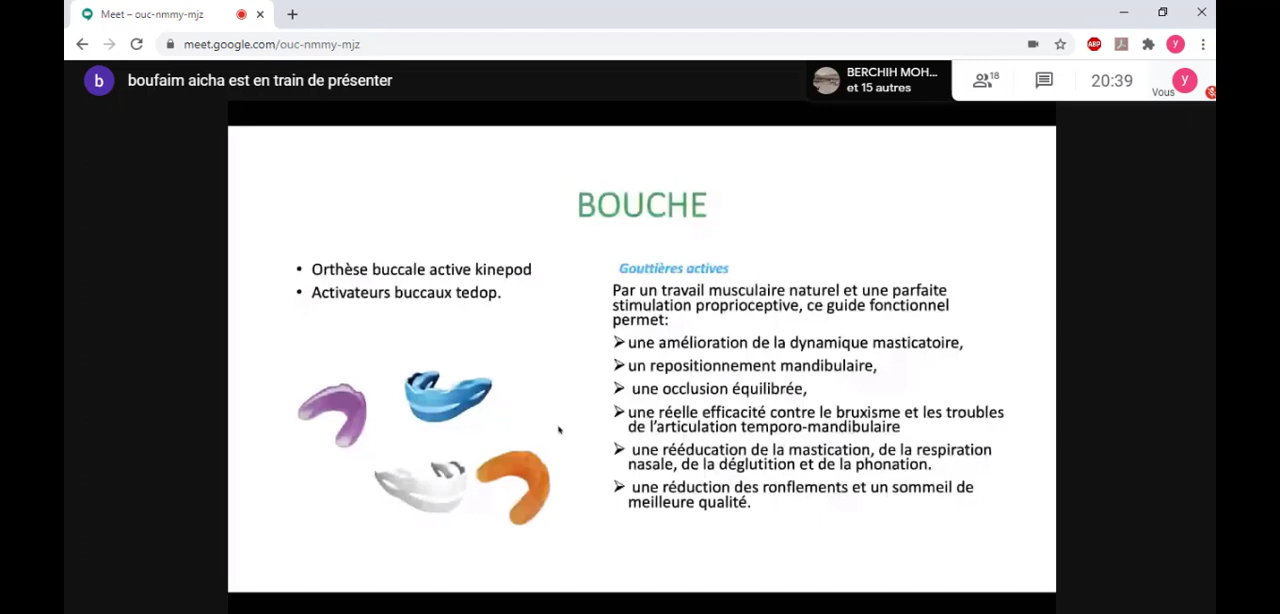 Meet – ouc-nmmy-mjz
meet.google.com/ouc-nmmy-mjz
ABP
y
b
boufaim aicha est en train de présenter
BERCHIH MOH...
et 15 autres
18
20:39
Vous
y
BOUCHE
• Orthèse buccale active kinepod
• Activateurs buccaux tedop.
Gouttières actives
Par un travail musculaire naturel et une parfaite
stimulation proprioceptive, ce guide fonctionnel
permet:
➢ une amélioration de la dynamique masticatoire,
➢ un repositionnement mandibulaire,
➢ une occlusion équilibrée,
➢ une réelle efficacité contre le bruxisme et les troubles
de l'articulation temporo-mandibulaire
➢ une rééducation de la mastication, de la respiration
nasale, de la déglutition et de la phonation.
➢ une réduction des ronflements et un sommeil de
meilleure qualité.